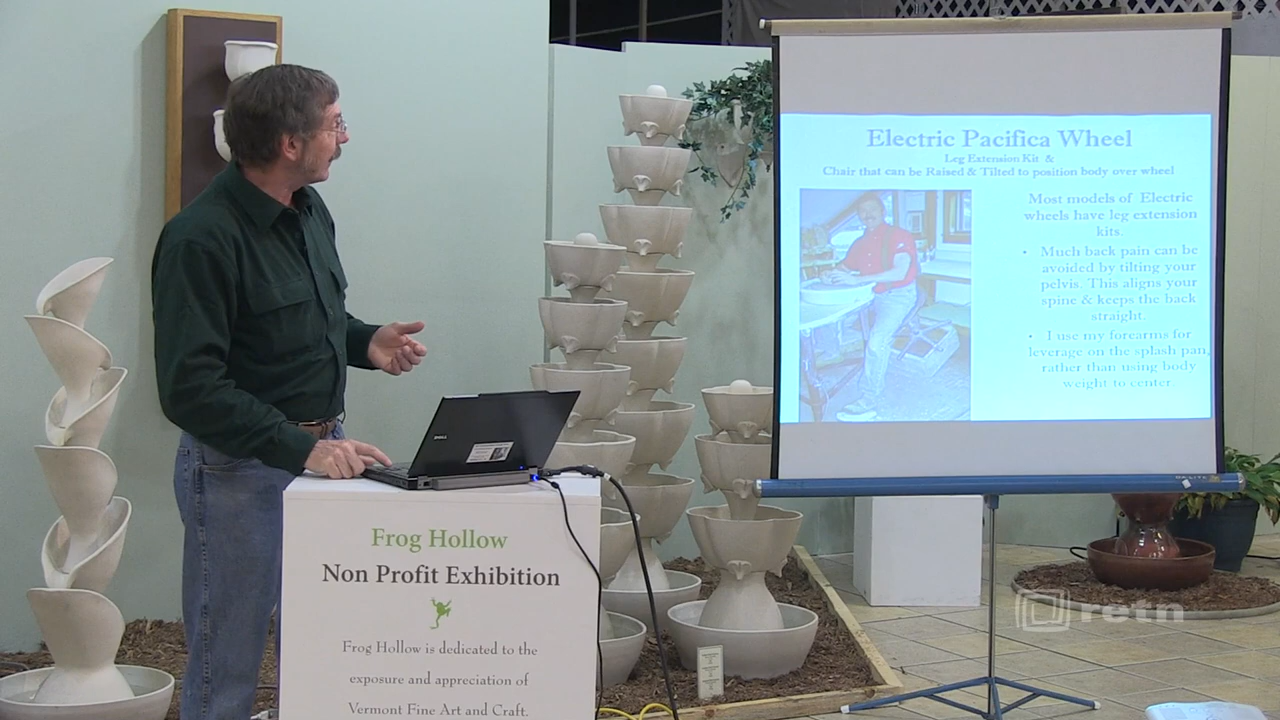 Electric Pacifica Wheel
Leg Extension Kit &
Chair that can be Raised & Tilted to position body over wheel
Most models of Electric
wheels have leg extension
kits.
• Much back pain can be
avoided by tilting your
pelvis. This aligns your
spine & keeps the back
straight.
• I use my forearms for
leverage on the splash pan,
rather than using body
weight to center
DELL
Frog Hollow
Non Profit Exhibition
Frog Hollow is dedicated to the
exposure and appreciation of
Vermont Fine Art and Craft.
retn